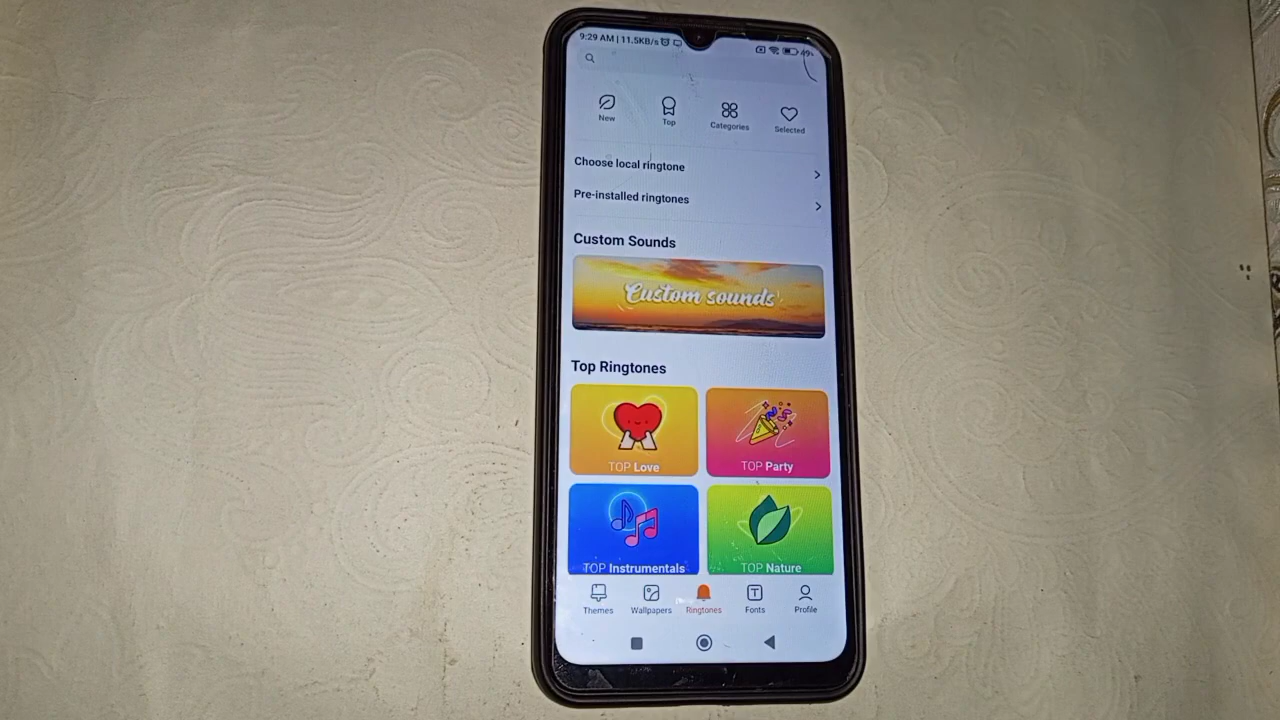 9:29 AM | 11.5KB/s
New
Top
Categories
Selected
Choose local ringtone
Pre-installed ringtones
Custom Sounds
Custom sounds
Top Ringtones
TOP Love
TOP Party
TOP Instrumentals
TOP Nature
Themes
Wallpapers
Ringtones
Fonts
Profile